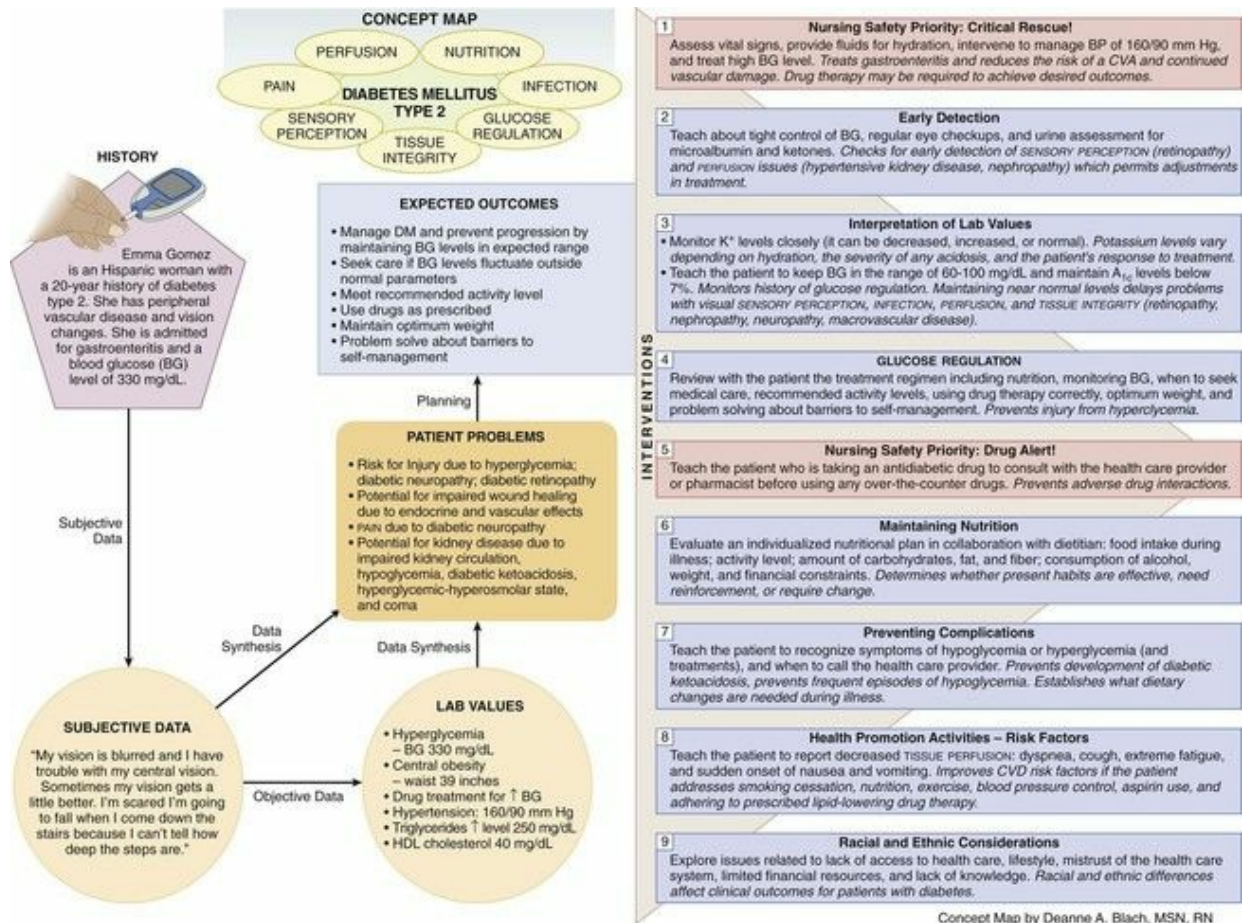 CONCEPT MAP
PERFUSION
NUTRITION
PAIN
INFECTION
DIABETES MELLITUS
TYPE 2
SENSORY
PERCEPTION
GLUCOSE
REGULATION
TISSUE
INTEGRITY
HISTORY
Emma Gomez
is an Hispanic woman with
a 20-year history of diabetes
type 2. She has peripheral
vascular disease and vision
changes. She is admitted
for gastroenteritis and a
blood glucose (BG)
level of 330 mg/dL.
Subjective
Data
SUBJECTIVE DATA
"My vision is blurred and I have
trouble with my central vision.
Sometimes my vision gets a
little better. I'm scared I'm going
to fall when I come down the
stairs because I can't tell how
deep the steps are."
Objective Data
Data
Synthesis
LAB VALUES
• Hyperglycemia
– BG 330 mg/dL
• Central obesity
– waist 39 inches
• Drug treatment for ↑ BG
• Hypertension: 160/90 mm Hg
• Triglycerides ↑ level 250 mg/dL
• HDL cholesterol 40 mg/dL
Data Synthesis
PATIENT PROBLEMS
• Risk for Injury due to hyperglycemia;
diabetic neuropathy; diabetic retinopathy
• Potential for impaired wound healing
due to endocrine and vascular effects
• PAIN due to diabetic neuropathy
• Potential for kidney disease due to
impaired kidney circulation,
hypoglycemia, diabetic ketoacidosis,
hyperglycemic-hyperosmolar state,
and coma
Planning
EXPECTED OUTCOMES
• Manage DM and prevent progression by
maintaining BG levels in expected range
• Seek care if BG levels fluctuate outside
normal parameters
• Meet recommended activity level
• Use drugs as prescribed
• Maintain optimum weight
• Problem solve about barriers to
self-management
INTERVENTIONS
1 Nursing Safety Priority: Critical Rescue!
Assess vital signs, provide fluids for hydration, intervene to manage BP of 160/90 mm Hg,
and treat high BG level. Treats gastroenteritis and reduces the risk of a CVA and continued
vascular damage. Drug therapy may be required to achieve desired outcomes.
2 Early Detection
Teach about tight control of BG, regular eye checkups, and urine assessment for
microalbumin and ketones. Checks for early detection of SENSORY PERCEPTION (retinopathy)
and PERFUSION issues (hypertensive kidney disease, nephropathy) which permits adjustments
in treatment.
3 Interpretation of Lab Values
• Monitor K⁺ levels closely (it can be decreased, increased, or normal). Potassium levels vary
depending on hydration, the severity of any acidosis, and the patient's response to treatment.
• Teach the patient to keep BG in the range of 60-100 mg/dL and maintain A1c levels below
7%. Monitors history of glucose regulation. Maintaining near normal levels delays problems
with visual SENSORY PERCEPTION, INFECTION, PERFUSION, and TISSUE INTEGRITY (retinopathy,
nephropathy, neuropathy, macrovascular disease).
4 GLUCOSE REGULATION
Review with the patient the treatment regimen including nutrition, monitoring BG, when to seek
medical care, recommended activity levels, using drug therapy correctly, optimum weight, and
problem solving about barriers to self-management. Prevents injury from hyperglycemia.
5 Nursing Safety Priority: Drug Alert!
Teach the patient who is taking an antidiabetic drug to consult with the health care provider
or pharmacist before using any over-the-counter drugs. Prevents adverse drug interactions.
6 Maintaining Nutrition
Evaluate an individualized nutritional plan in collaboration with dietitian: food intake during
illness; activity level; amount of carbohydrates, fat, and fiber; consumption of alcohol,
weight, and financial constraints. Determines whether present habits are effective, need
reinforcement, or require change.
7 Preventing Complications
Teach the patient to recognize symptoms of hypoglycemia or hyperglycemia (and
treatments), and when to call the health care provider. Prevents development of diabetic
ketoacidosis, prevents frequent episodes of hypoglycemia. Establishes what dietary
changes are needed during illness.
8 Health Promotion Activities – Risk Factors
Teach the patient to report decreased TISSUE PERFUSION: dyspnea, cough, extreme fatigue,
and sudden onset of nausea and vomiting. Improves CVD risk factors if the patient
addresses smoking cessation, nutrition, exercise, blood pressure control, aspirin use, and
adhering to prescribed lipid-lowering drug therapy.
9 Racial and Ethnic Considerations
Explore issues related to lack of access to health care, lifestyle, mistrust of the health care
system, limited financial resources, and lack of knowledge. Racial and ethnic differences
affect clinical outcomes for patients with diabetes.
Concept Map by Deanne A. Blach, MSN, RN